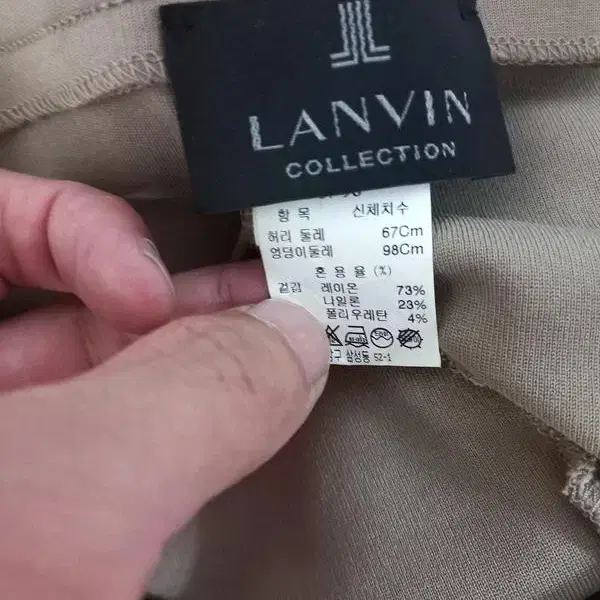 LANVIN
COLLECTION
항 목 신체치수
허리 둘레 67Cm
엉덩이둘레 98Cm
혼 용 율 (%)
겉감 레이온 73%
나일론 23%
폴리우레탄 4%
삼성동 52-1